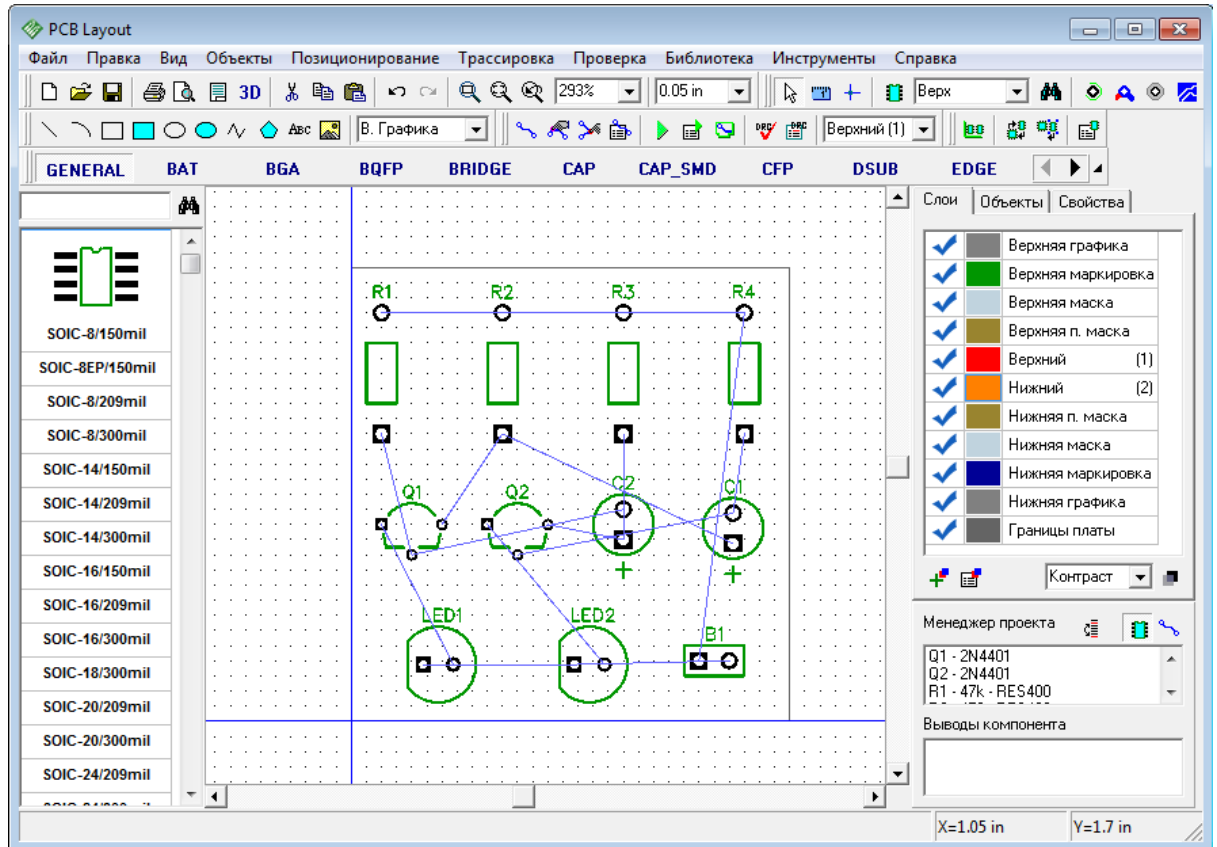 PCB Layout
Файл Правка Вид Объекты Позиционирование Трассировка Проверка Библиотека Инструменты Справка
3D 293% 0.05 in Верх
ABC В. Графика Верхний (1)
GENERAL BAT BGA BQFP BRIDGE CAP CAP_SMD CFP DSUB EDGE
SOIC-8/150mil
SOIC-8EP/150mil
SOIC-8/209mil
SOIC-8/300mil
SOIC-14/150mil
SOIC-14/209mil
SOIC-14/300mil
SOIC-16/150mil
SOIC-16/209mil
SOIC-16/300mil
SOIC-18/300mil
SOIC-20/209mil
SOIC-20/300mil
SOIC-24/209mil
R1 R2 R3 R4
Q1 Q2 C2 C1
+ +
LED1 LED2 B1
Слои Объекты Свойства
Верхняя графика
Верхняя маркировка
Верхняя маска
Верхняя п. маска
Верхний (1)
Нижний (2)
Нижняя п. маска
Нижняя маска
Нижняя маркировка
Нижняя графика
Границы платы
Контраст
Менеджер проекта
Q1 - 2N4401
Q2 - 2N4401
R1 - 47k - RES400
Выводы компонента
X=1.05 in Y=1.7 in